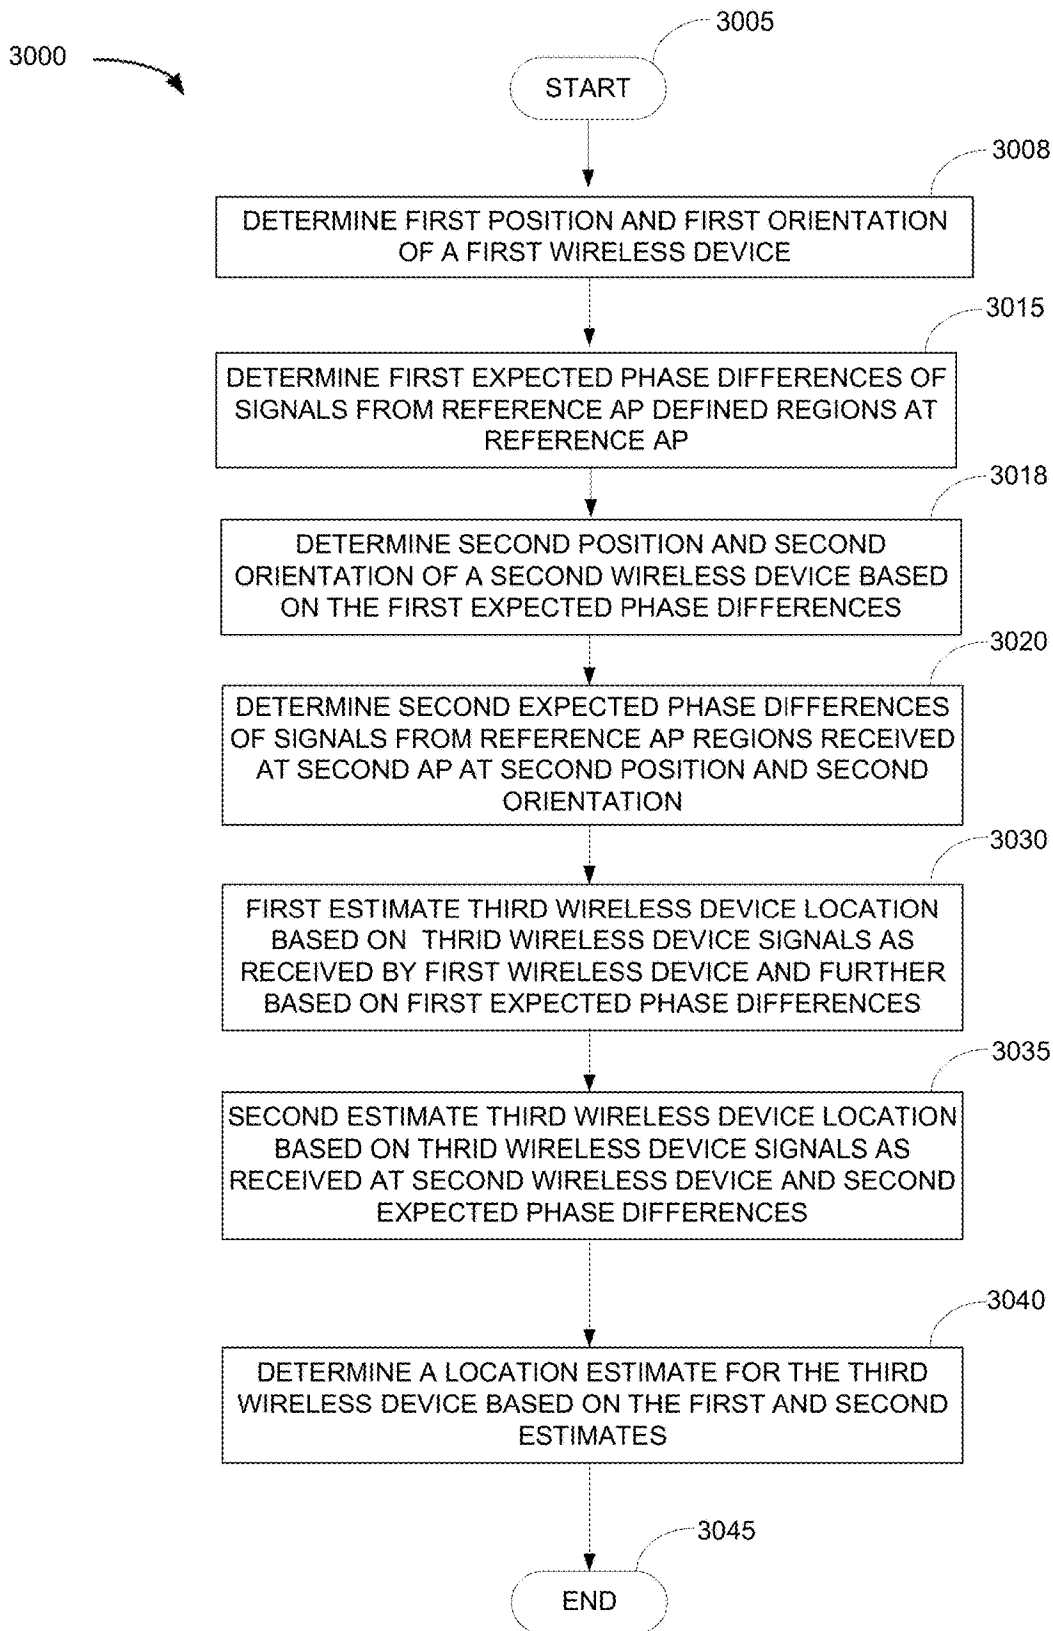 3000
3005
START
3008
DETERMINE FIRST POSITION AND FIRST ORIENTATION
OF A FIRST WIRELESS DEVICE
3015
DETERMINE FIRST EXPECTED PHASE DIFFERENCES OF
SIGNALS FROM REFERENCE AP DEFINED REGIONS AT
REFERENCE AP
3018
DETERMINE SECOND POSITION AND SECOND
ORIENTATION OF A SECOND WIRELESS DEVICE BASED
ON THE FIRST EXPECTED PHASE DIFFERENCES
3020
DETERMINE SECOND EXPECTED PHASE DIFFERENCES
OF SIGNALS FROM REFERENCE AP REGIONS RECEIVED
AT SECOND AP AT SECOND POSITION AND SECOND
ORIENTATION
3030
FIRST ESTIMATE THIRD WIRELESS DEVICE LOCATION
BASED ON THRID WIRELESS DEVICE SIGNALS AS
RECEIVED BY FIRST WIRELESS DEVICE AND FURTHER
BASED ON FIRST EXPECTED PHASE DIFFERENCES
3035
SECOND ESTIMATE THIRD WIRELESS DEVICE LOCATION
BASED ON THRID WIRELESS DEVICE SIGNALS AS
RECEIVED AT SECOND WIRELESS DEVICE AND SECOND
EXPECTED PHASE DIFFERENCES
3040
DETERMINE A LOCATION ESTIMATE FOR THE THIRD
WIRELESS DEVICE BASED ON THE FIRST AND SECOND
ESTIMATES
3045
END